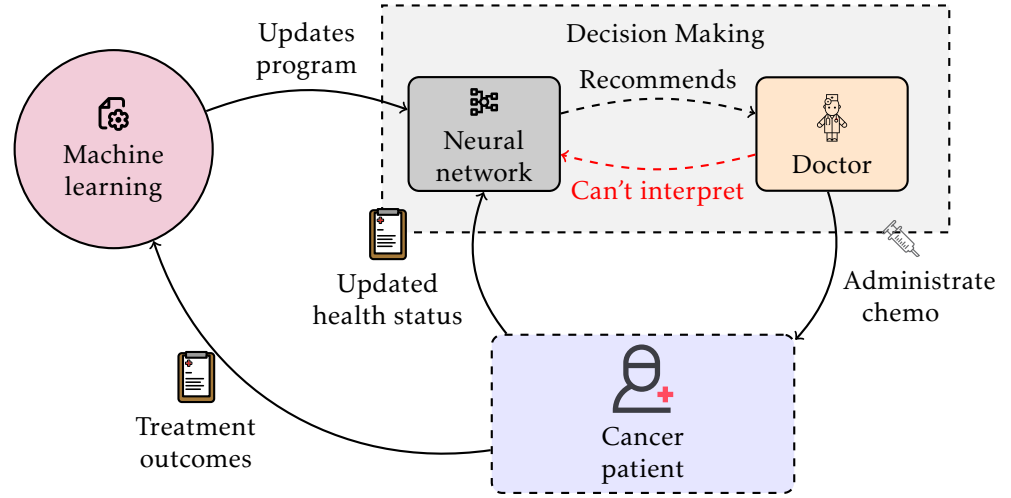 Updates
program
Decision Making
Recommends
Machine
learning
Neural
network
Doctor
Can't interpret
Updated
health status
Administrate
chemo
Treatment
outcomes
Cancer
patient